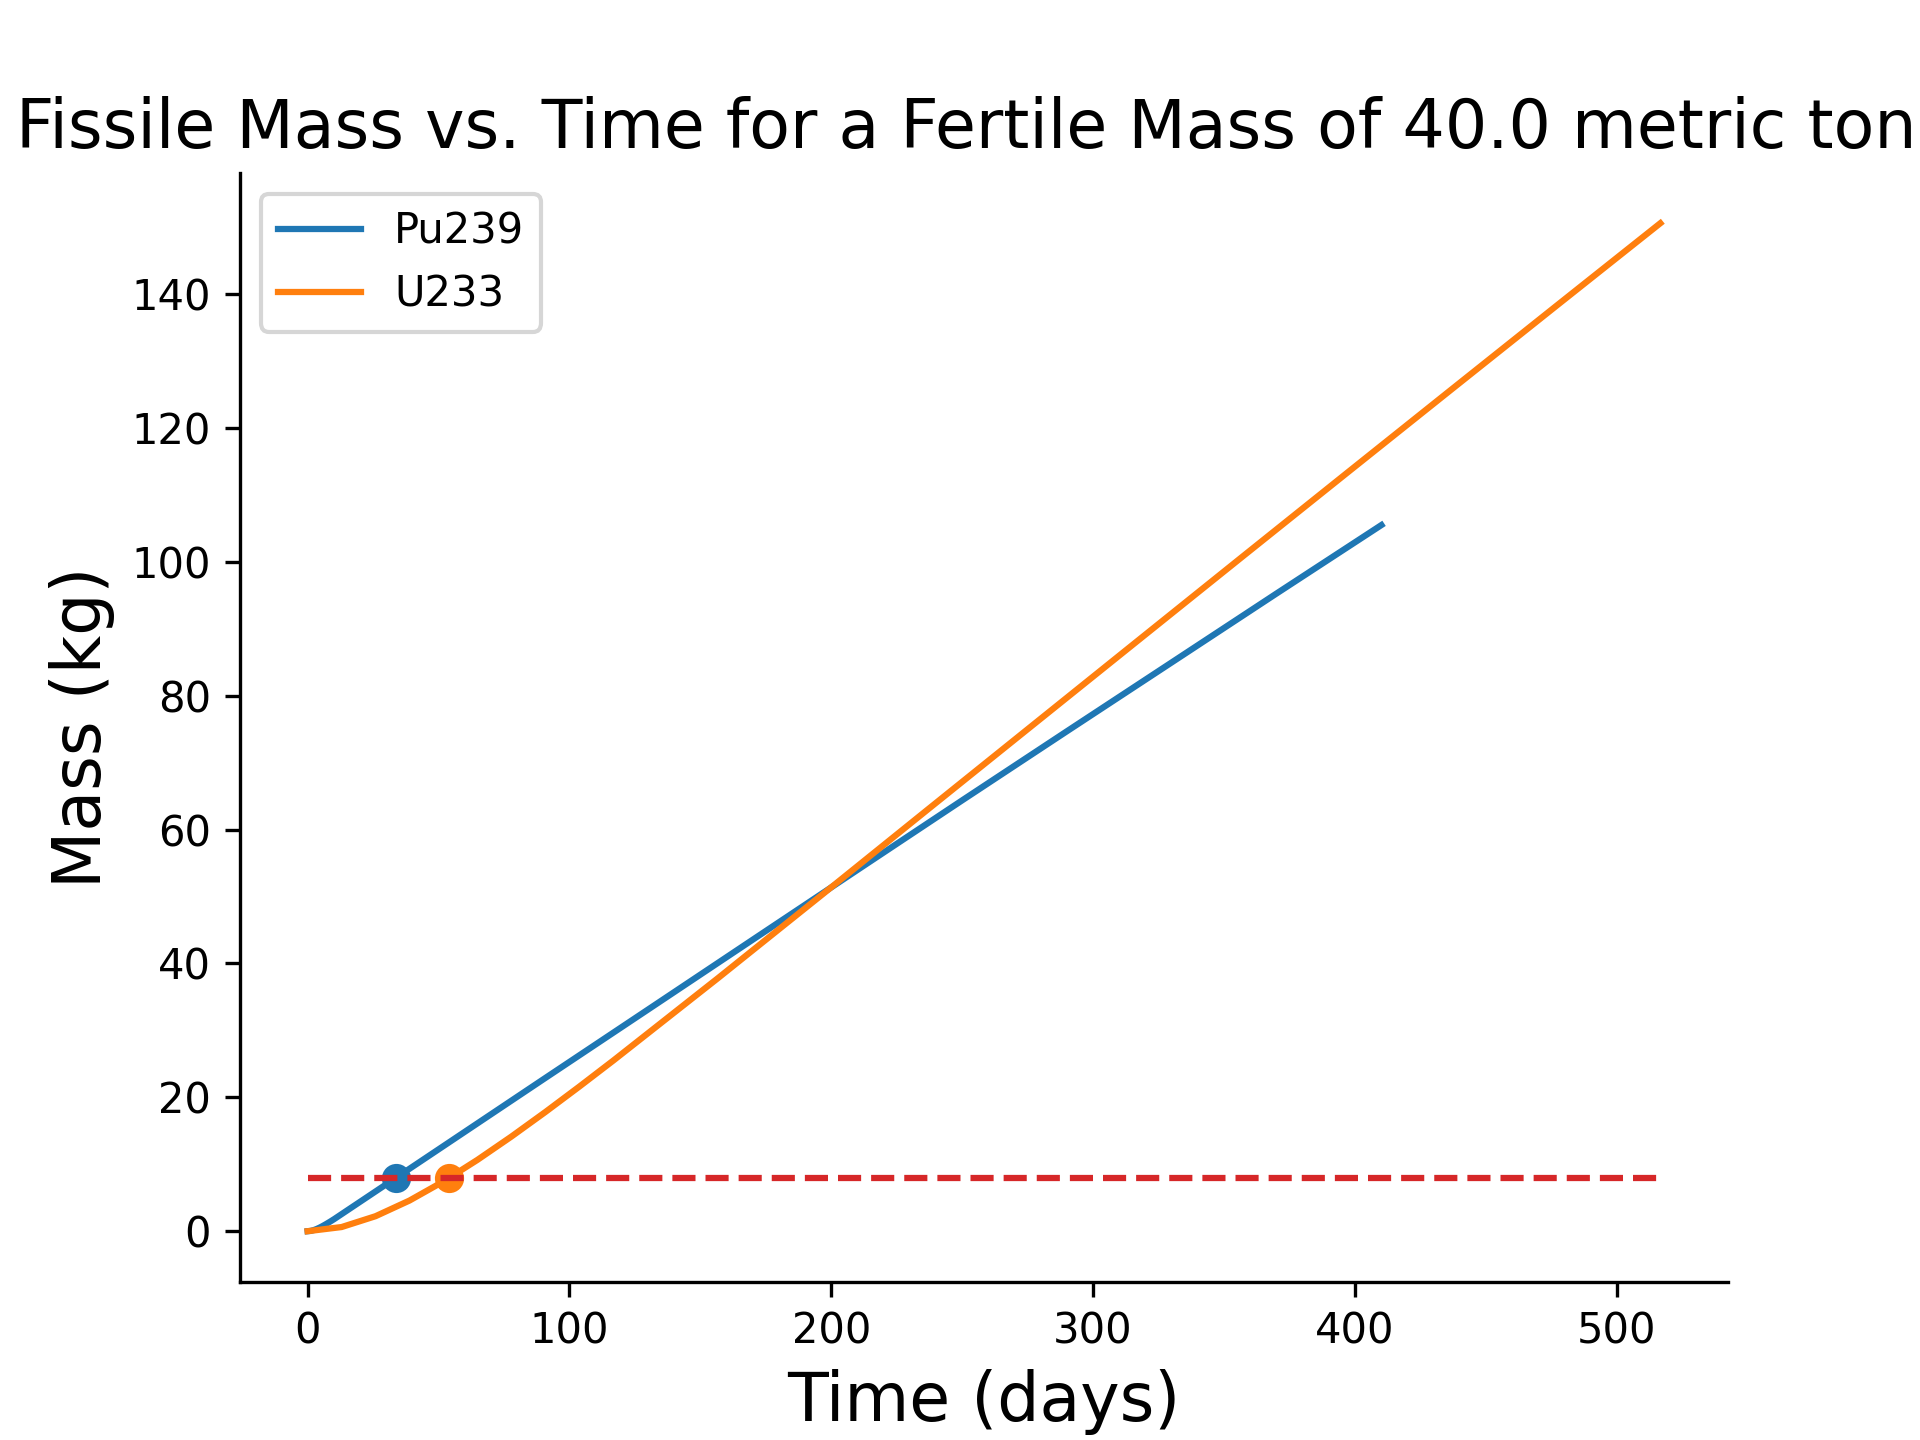 Fissile Mass vs. Time for a Fertile Mass of 40.0 metric ton
Pu239
U233
Mass (kg)
140
120
100
80
60
40
20
0
0 100 200 300 400 500
Time (days)